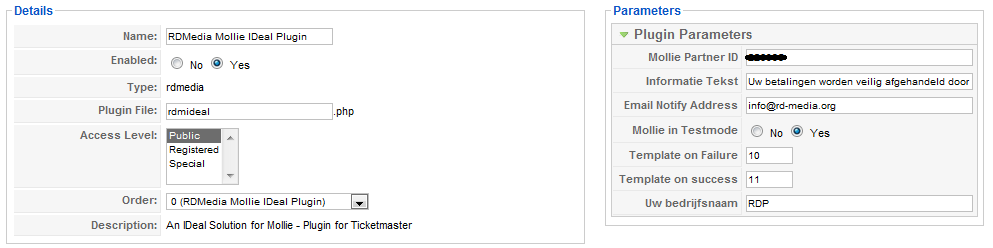 Details
Name: RDMedia Mollie IDeal Plugin
Enabled: No Yes
Type: rdmedia
Plugin File: rdmideal .php
Access Level: Public
Registered
Special
Order: 0 (RDMedia Mollie IDeal Plugin)
Description: An IDeal Solution for Mollie - Plugin for Ticketmaster
Parameters
Plugin Parameters
Mollie Partner ID
Informatie Tekst Uw betalingen worden veilig afgehandeld door
Email Notify Address info@rd-media.org
Mollie in Testmode No Yes
Template on Failure 10
Template on success 11
Uw bedrijfsnaam RDP